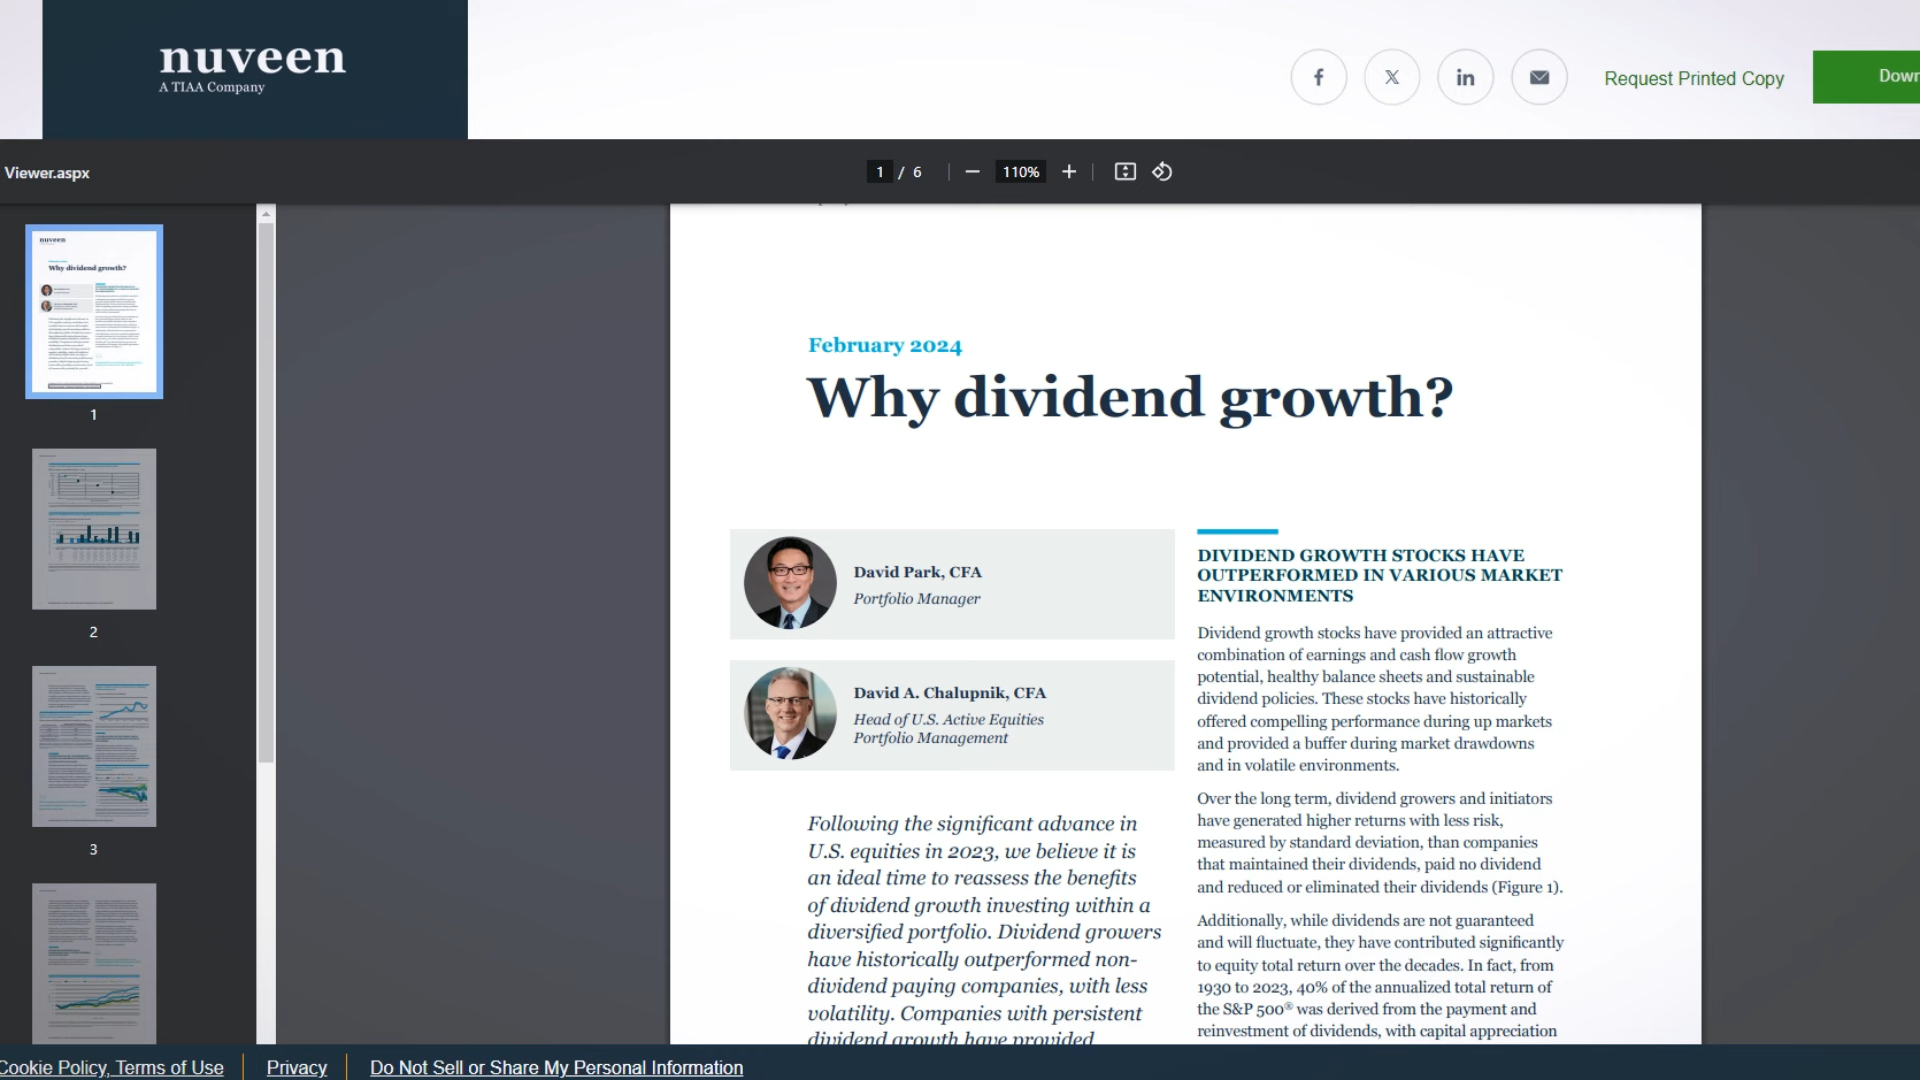 nuveen
A TIAA Company
Request Printed Copy
Viewer.aspx
1 / 6
110%
nuveen
Why dividend growth?
1
2
3
February 2024
Why dividend growth?
David Park, CFA
Portfolio Manager
David A. Chalupnik, CFA
Head of U.S. Active Equities
Portfolio Management
Following the significant advance in
U.S. equities in 2023, we believe it is
an ideal time to reassess the benefits
of dividend growth investing within a
diversified portfolio. Dividend growers
have historically outperformed non-
dividend paying companies, with less
volatility. Companies with persistent
dividend growth have provided
DIVIDEND GROWTH STOCKS HAVE
OUTPERFORMED IN VARIOUS MARKET
ENVIRONMENTS
Dividend growth stocks have provided an attractive
combination of earnings and cash flow growth
potential, healthy balance sheets and sustainable
dividend policies. These stocks have historically
offered compelling performance during up markets
and provided a buffer during market drawdowns
and in volatile environments.
Over the long term, dividend growers and initiators
have generated higher returns with less risk,
measured by standard deviation, than companies
that maintained their dividends, paid no dividend
and reduced or eliminated their dividends (Figure 1).
Additionally, while dividends are not guaranteed
and will fluctuate, they have contributed significantly
to equity total return over the decades. In fact, from
1930 to 2023, 40% of the annualized total return of
the S&P 500® was derived from the payment and
reinvestment of dividends, with capital appreciation
Cookie Policy, Terms of Use
Privacy
Do Not Sell or Share My Personal Information